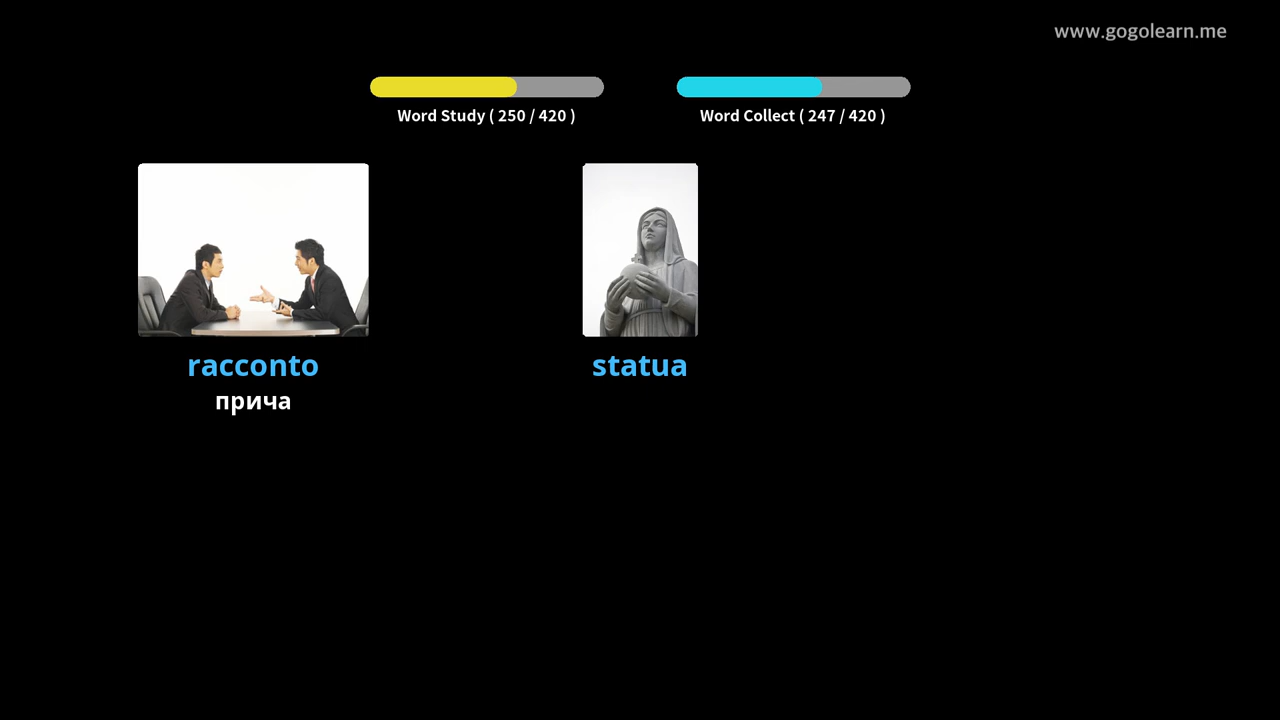 www.gogolearn.me
Word Study ( 250 / 420 )
Word Collect ( 247 / 420 )
racconto
прича
statua